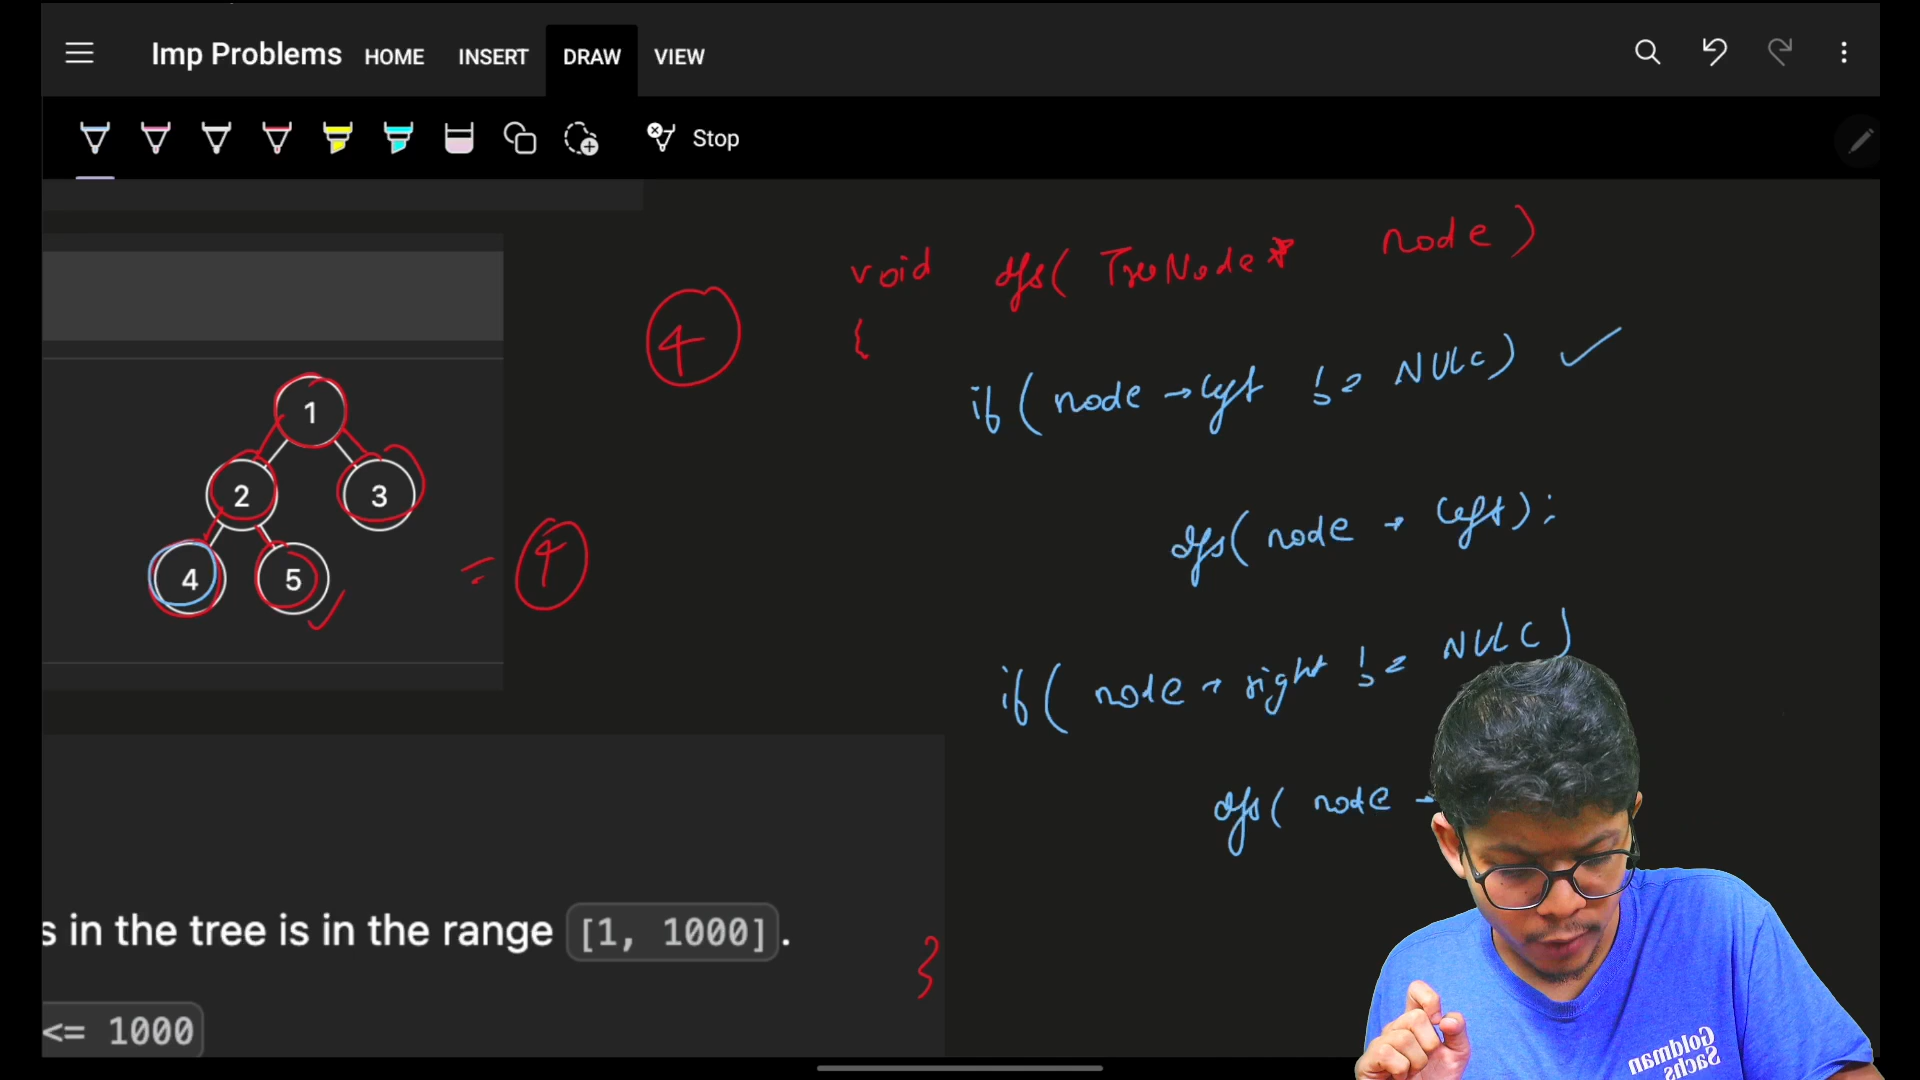 Imp Problems HOME INSERT DRAW VIEW
Stop
void dfs( TreeNode* node)
{
4
if ( node → left != NULL) ✓
1
2 3
4 5
= 4
dfs( node → left);
if ( node → right != NULL)
dfs( node →
s in the tree is in the range [1, 1000].
}
<= 1000
Goldman
Sachs